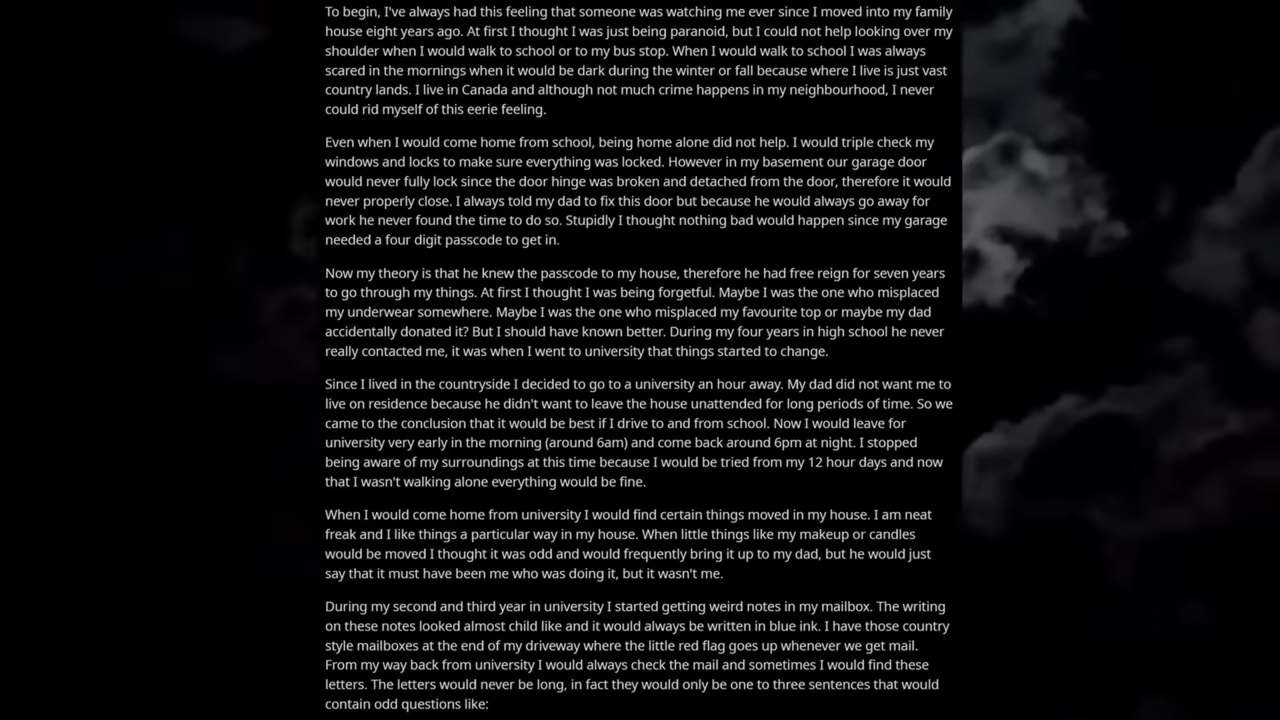 To begin, I've always had this feeling that someone was watching me ever since I moved into my family
house eight years ago. At first I thought I was just being paranoid, but I could not help looking over my
shoulder when I would walk to school or to my bus stop. When I would walk to school I was always
scared in the mornings when it would be dark during the winter or fall because where I live is just vast
country lands. I live in Canada and although not much crime happens in my neighbourhood, I never
could rid myself of this eerie feeling.
Even when I would come home from school, being home alone did not help. I would triple check my
windows and locks to make sure everything was locked. However in my basement our garage door
would never fully lock since the door hinge was broken and detached from the door, therefore it would
never properly close. I always told my dad to fix this door but because he would always go away for
work he never found the time to do so. Stupidly I thought nothing bad would happen since my garage
needed a four digit passcode to get in.
Now my theory is that he knew the passcode to my house, therefore he had free reign for seven years
to go through my things. At first I thought I was being forgetful. Maybe I was the one who misplaced
my underwear somewhere. Maybe I was the one who misplaced my favourite top or maybe my dad
accidentally donated it? But I should have known better. During my four years in high school he never
really contacted me, it was when I went to university that things started to change.
Since I lived in the countryside I decided to go to a university an hour away. My dad did not want me to
live on residence because he didn't want to leave the house unattended for long periods of time. So we
came to the conclusion that it would be best if I drive to and from school. Now I would leave for
university very early in the morning (around 6am) and come back around 6pm at night. I stopped
being aware of my surroundings at this time because I would be tried from my 12 hour days and now
that I wasn't walking alone everything would be fine.
When I would come home from university I would find certain things moved in my house. I am neat
freak and I like things a particular way in my house. When little things like my makeup or candles
would be moved I thought it was odd and would frequently bring it up to my dad, but he would just
say that it must have been me who was doing it, but it wasn't me.
During my second and third year in university I started getting weird notes in my mailbox. The writing
on these notes looked almost child like and it would always be written in blue ink. I have those country
style mailboxes at the end of my driveway where the little red flag goes up whenever we get mail.
From my way back from university I would always check the mail and sometimes I would find these
letters. The letters would never be long, in fact they would only be one to three sentences that would
contain odd questions like: